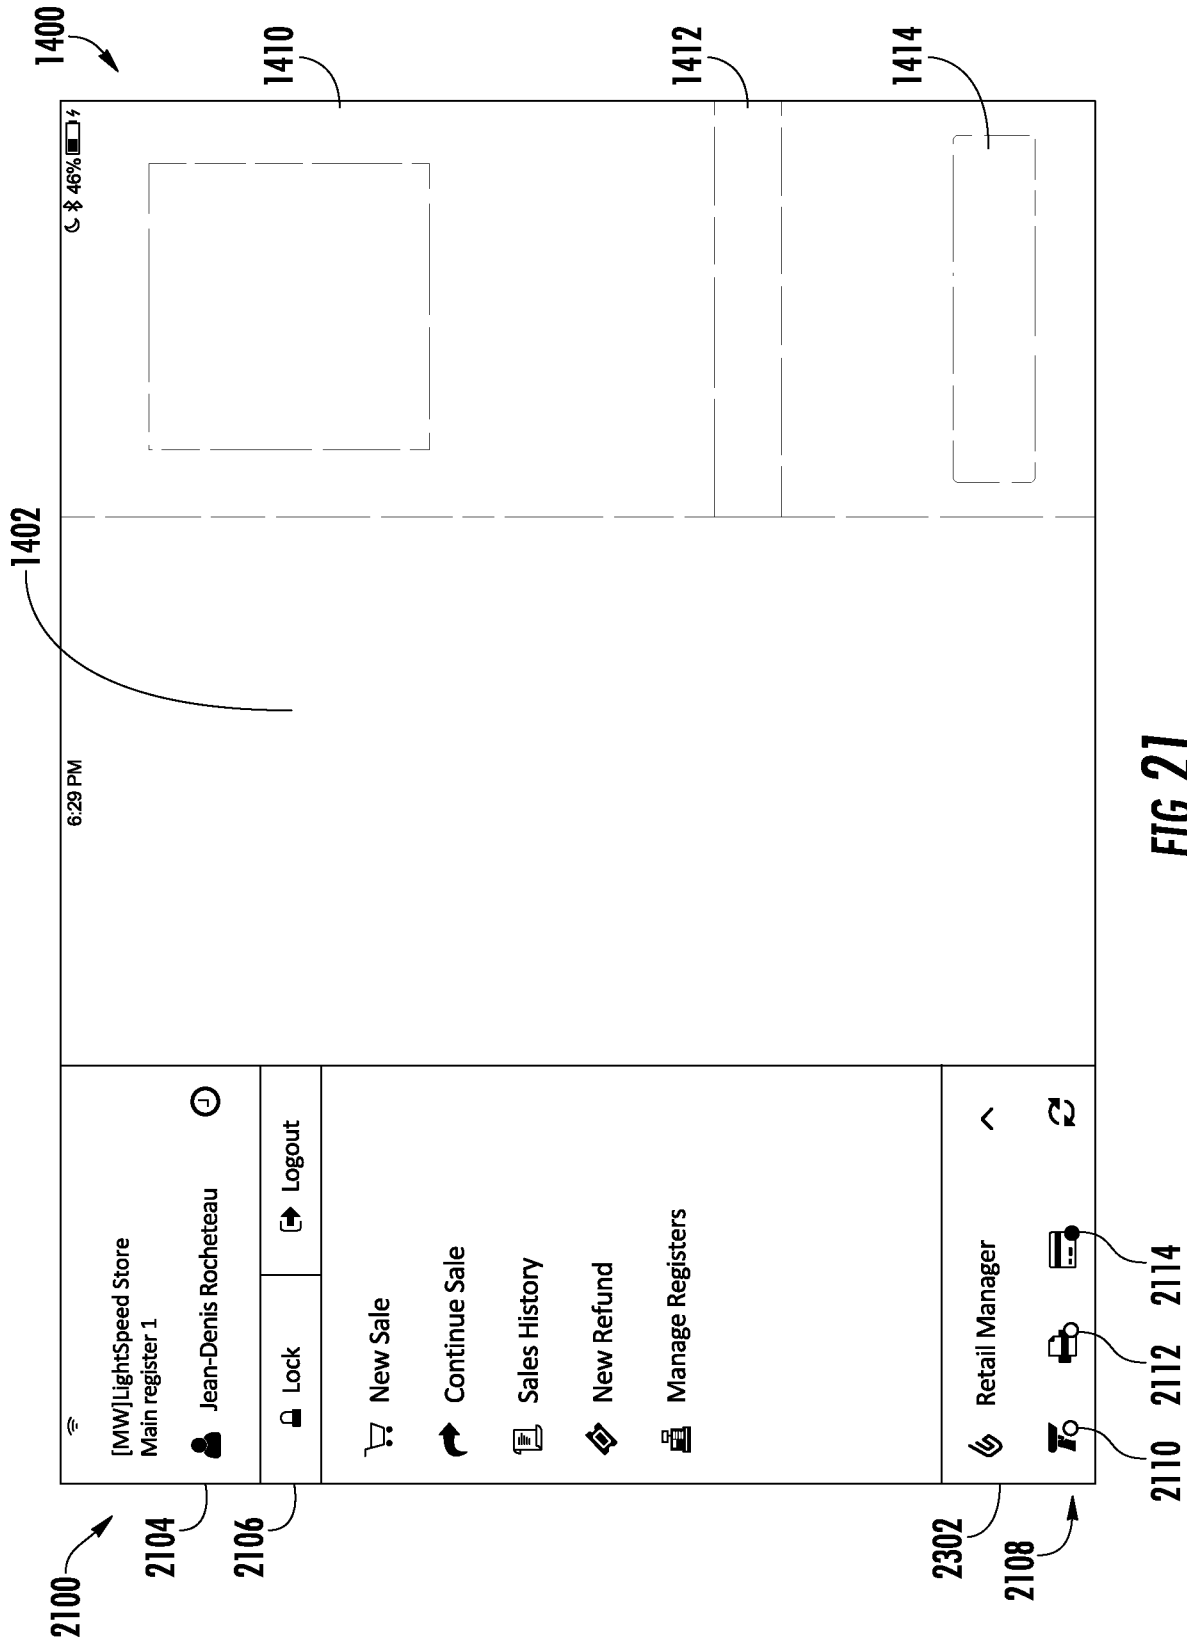 2100
1402
1400
6:29 PM
46%
[MW]LightSpeed Store
Main register 1
2104
Jean-Denis Rocheteau
1410
2106
Lock
Logout
New Sale
Continue Sale
Sales History
New Refund
Manage Registers
1412
2302
Retail Manager
1414
2108
2110
2112
2114
FIG. 21